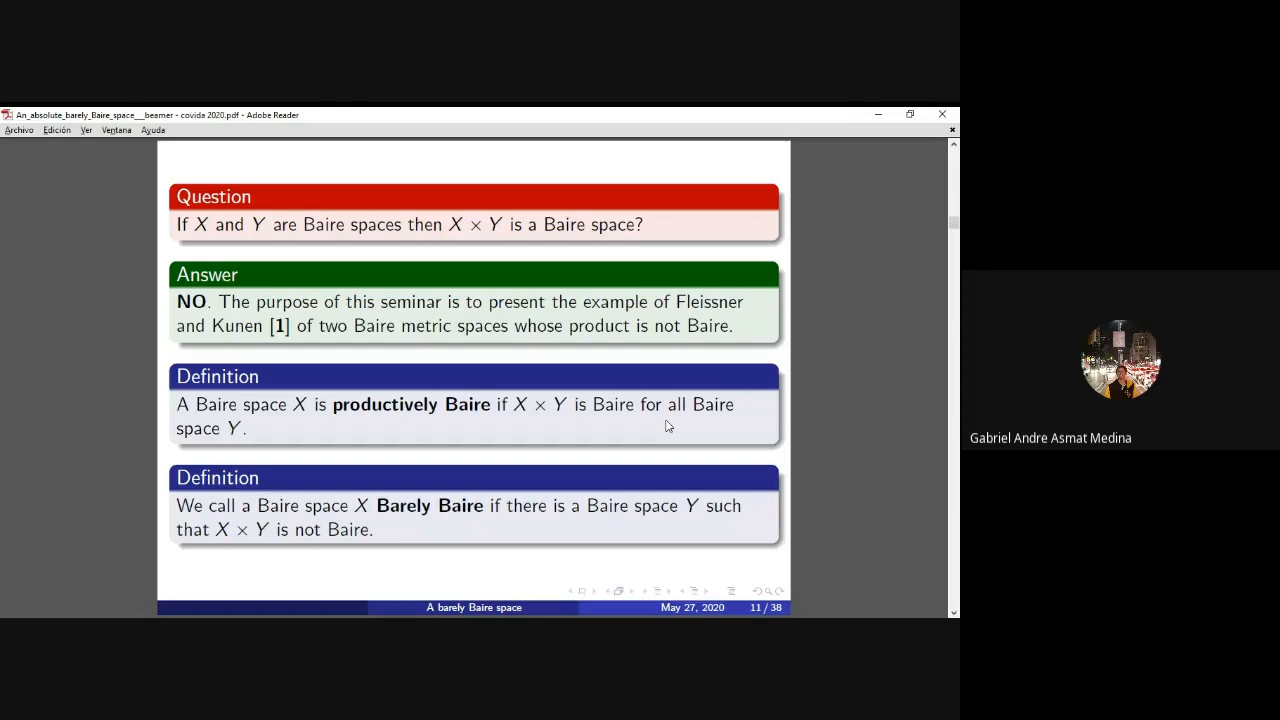 An_absolute_barely_Baire_space__beamer - covida 2020.pdf - Adobe Reader
Archivo Edición Ver Ventana Ayuda
Question
If X and Y are Baire spaces then X × Y is a Baire space?
Answer
NO. The purpose of this seminar is to present the example of Fleissner
and Kunen [1] of two Baire metric spaces whose product is not Baire.
Definition
A Baire space X is productively Baire if X × Y is Baire for all Baire
space Y.
Definition
We call a Baire space X Barely Baire if there is a Baire space Y such
that X × Y is not Baire.
A barely Baire space May 27, 2020 11 / 38
Gabriel Andre Asmat Medina